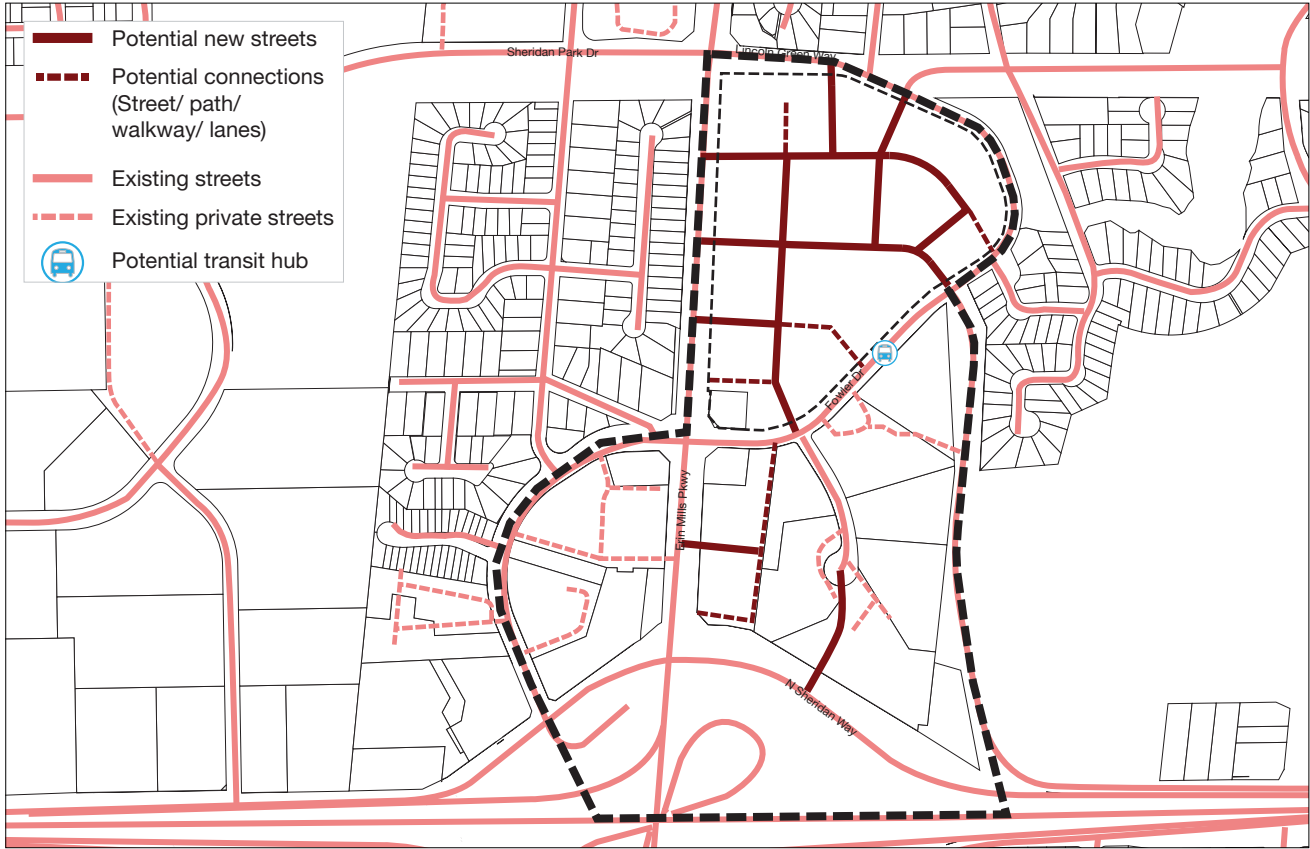 Potential new streets
Potential connections
(Street/ path/
walkway/ lanes)
Existing streets
Existing private streets
Potential transit hub
Sheridan Park Dr
Lincoln Green Way
Fowler Dr
Erin Mills Pkwy
N Sheridan Way